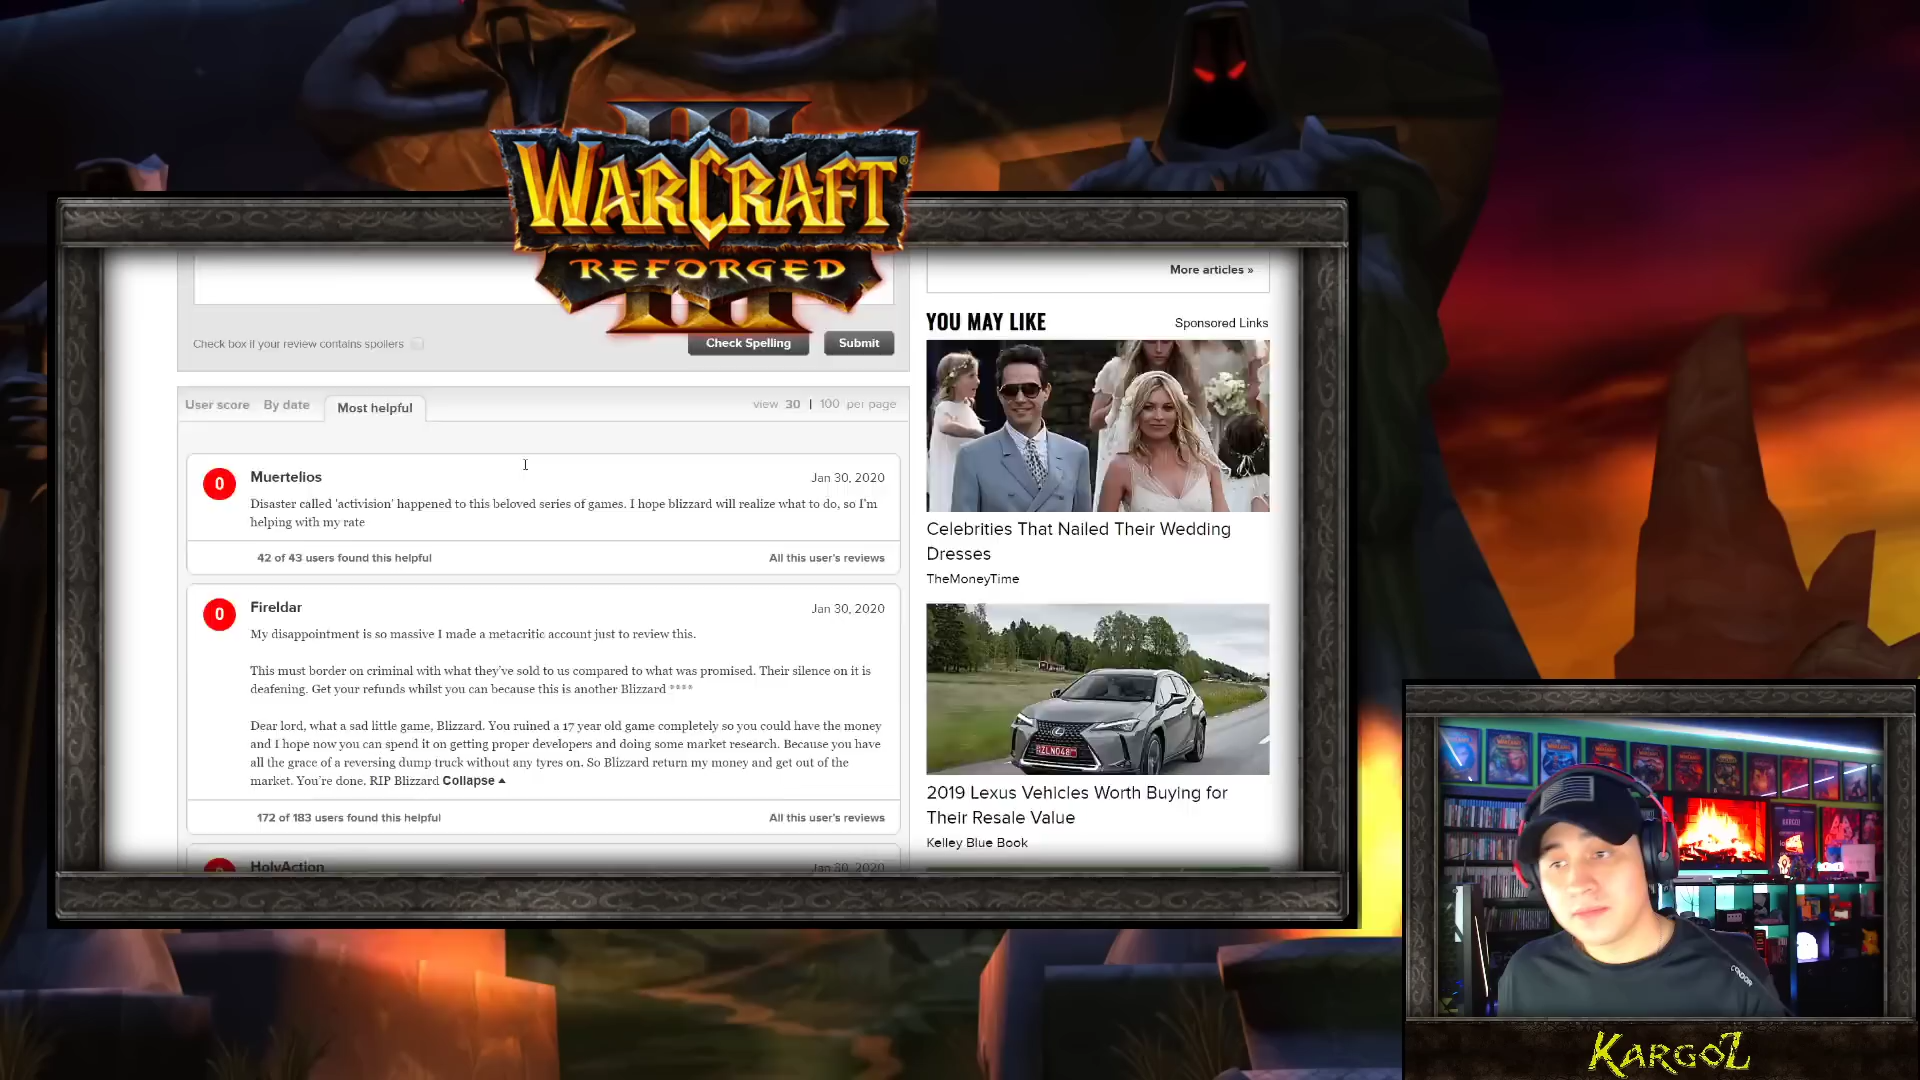 WARCRAFT®
REFORGED
More articles »
Check box if your review contains spoilers
Check Spelling
Submit
User score
By date
Most helpful
view 30 | 100 per page
0
Muertelios
Jan 30, 2020
Disaster called 'activision' happened to this beloved series of games. I hope blizzard will realize what to do, so I'm
helping with my rate
42 of 43 users found this helpful
All this user's reviews
0
Fireldar
Jan 30, 2020
My disappointment is so massive I made a metacritic account just to review this.
This must border on criminal with what they've sold to us compared to what was promised. Their silence on it is
deafening. Get your refunds whilst you can because this is another Blizzard ****
Dear lord, what a sad little game, Blizzard. You ruined a 17 year old game completely so you could have the money
and I hope now you can spend it on getting proper developers and doing some market research. Because you have
all the grace of a reversing dump truck without any tyres on. So Blizzard return my money and get out of the
market. You're done. RIP Blizzard Collapse
172 of 183 users found this helpful
All this user's reviews
HolyAction
Jan 30, 2020
YOU MAY LIKE
Sponsored Links
Celebrities That Nailed Their Wedding
Dresses
TheMoneyTime
2019 Lexus Vehicles Worth Buying for
Their Resale Value
Kelley Blue Book
KARGOZ